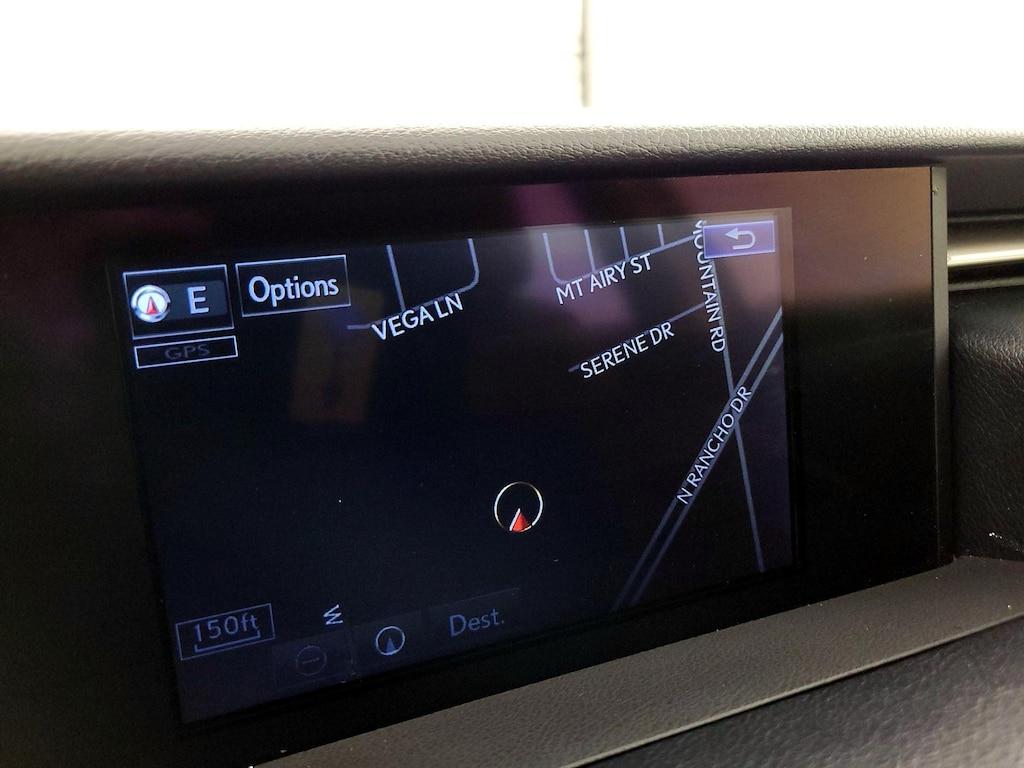 E
Options
GPS
VEGA LN
MT AIRY ST
SERENE DR
MOUNTAIN RD
N RANCHO DR
150ft
W
Dest.